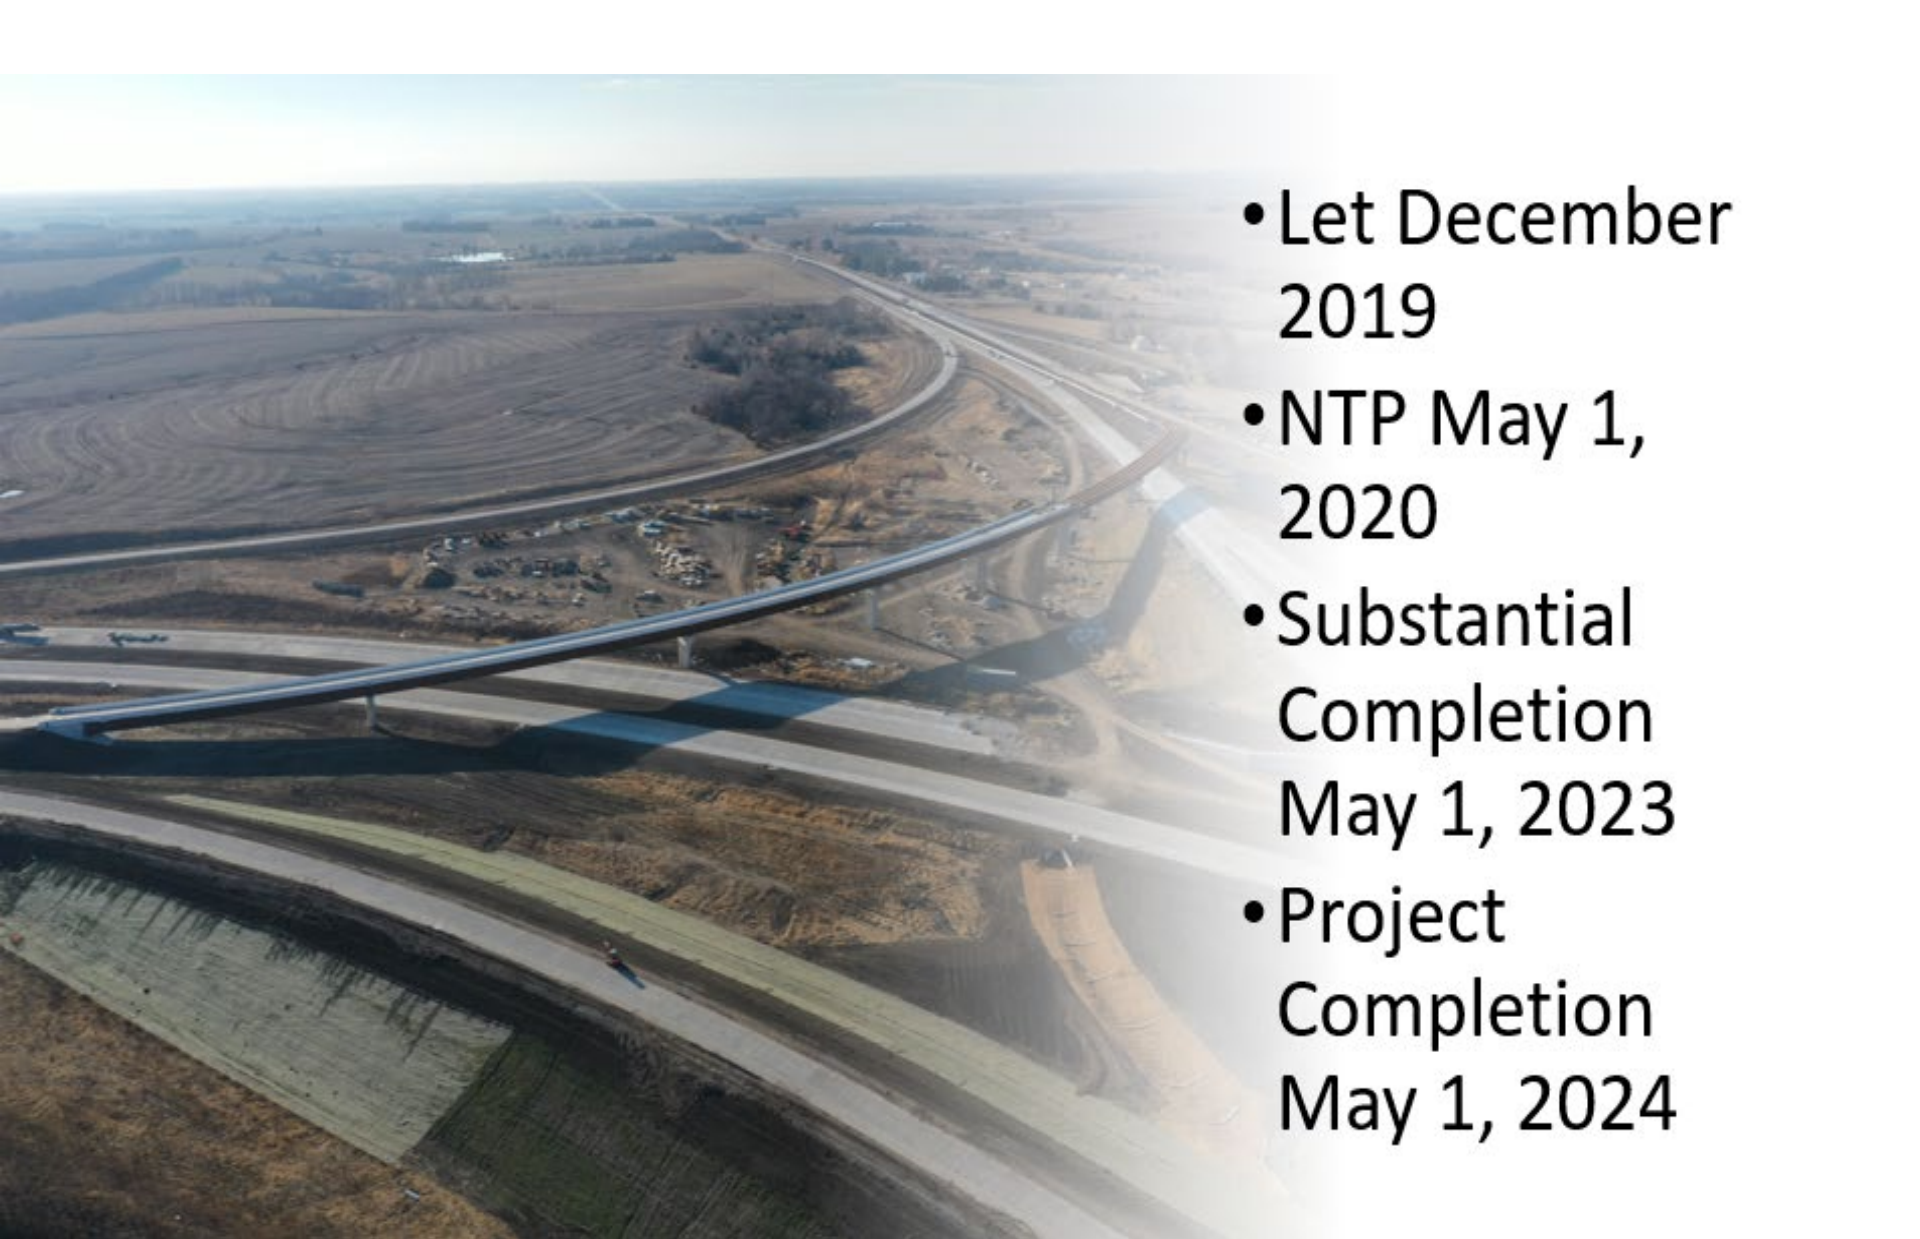 •Let December
2019
•NTP May 1,
2020
•Substantial
Completion
May 1, 2023
•Project
Completion
May 1, 2024